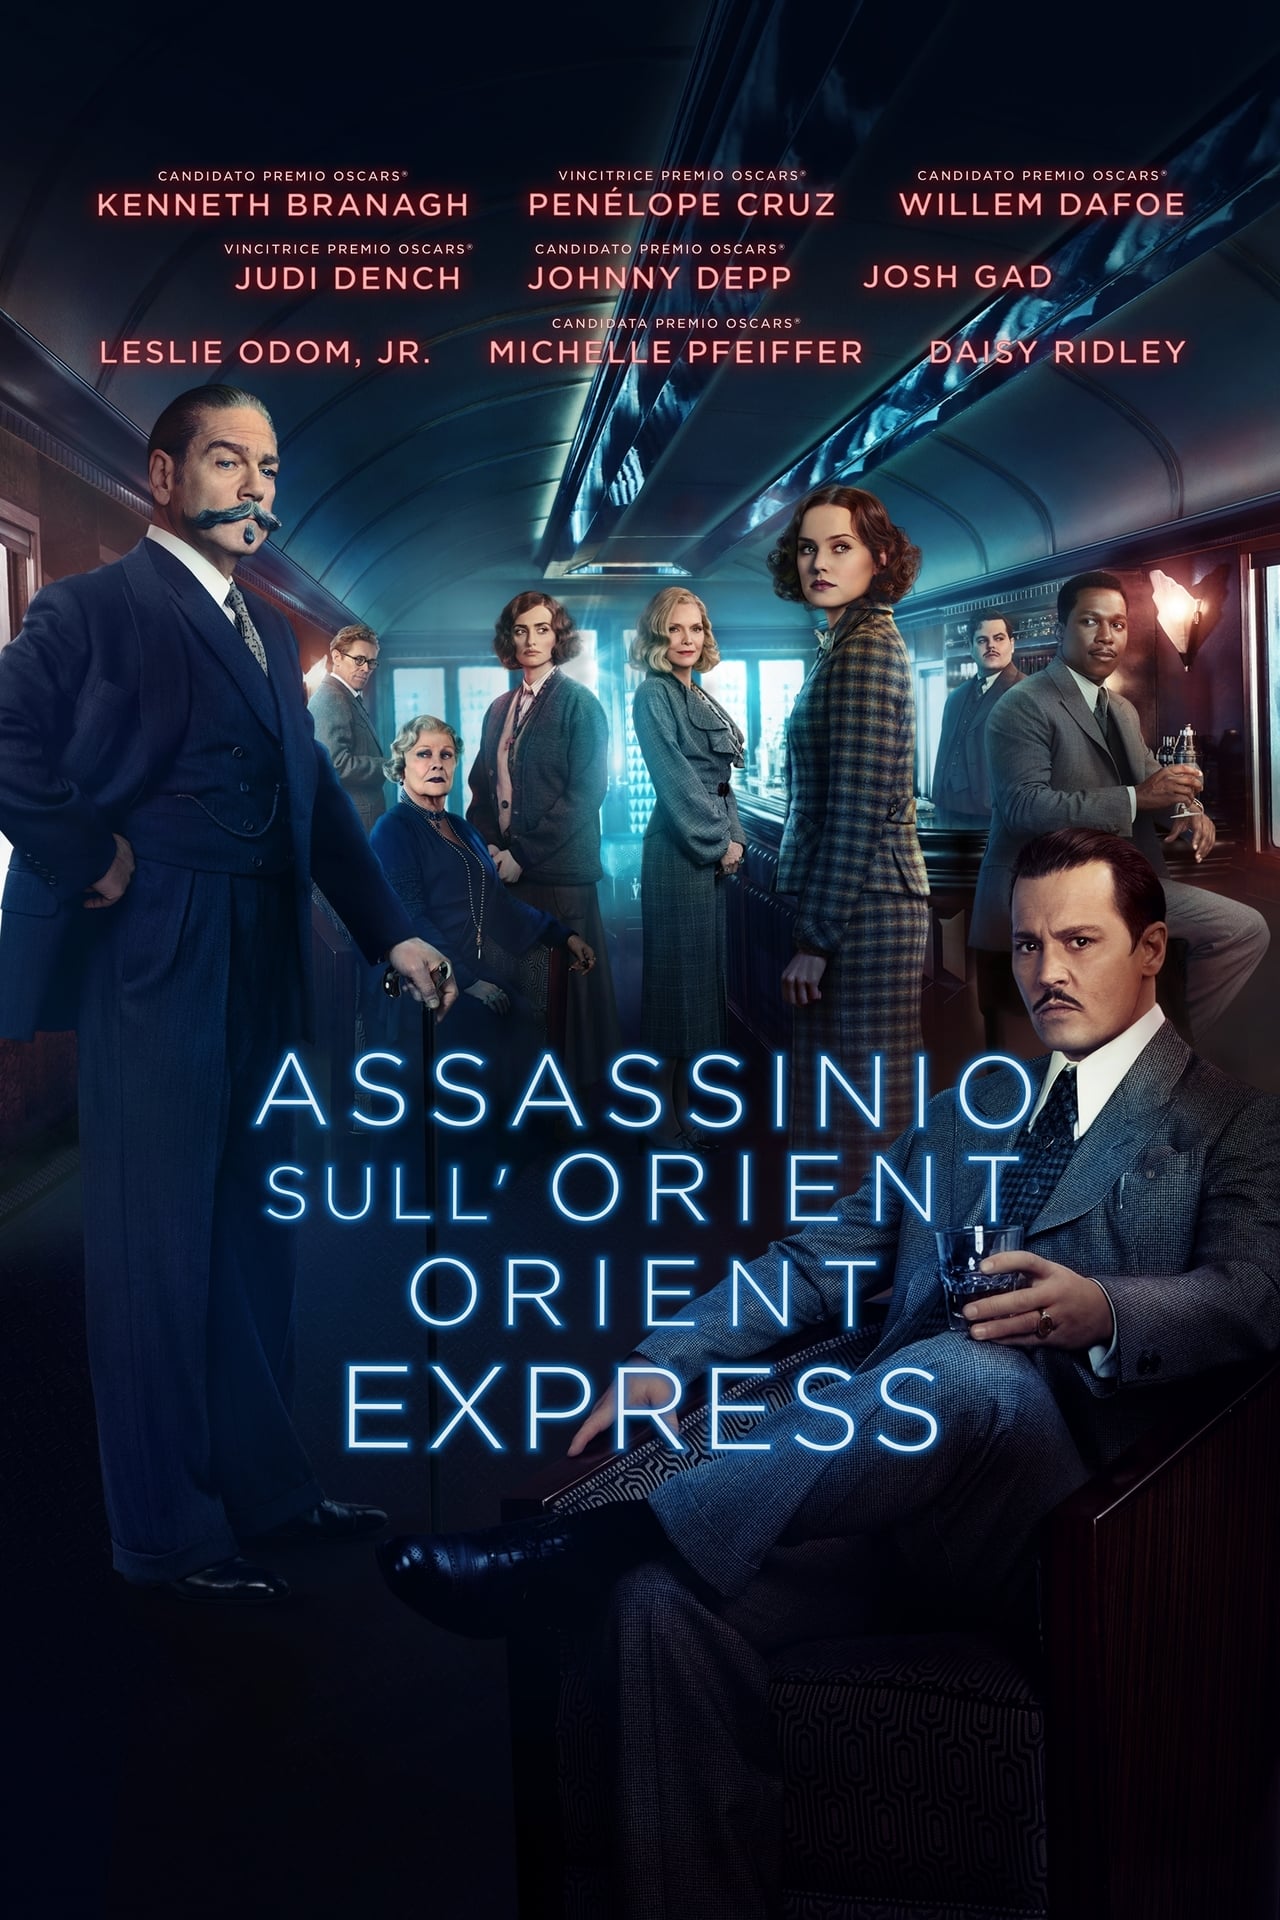 CANDIDATO PREMIO OSCARS® VINCITRICE PREMIO OSCARS® CANDIDATO PREMIO OSCARS®
KENNETH BRANAGH PENÉLOPE CRUZ WILLEM DAFOE
VINCITRICE PREMIO OSCARS® CANDIDATO PREMIO OSCARS®
JUDI DENCH JOHNNY DEPP JOSH GAD
CANDIDATA PREMIO OSCARS®
LESLIE ODOM, JR. MICHELLE PFEIFFER DAISY RIDLEY
ASSASSINIO
SULL' ORIENT
ORIENT
EXPRESS